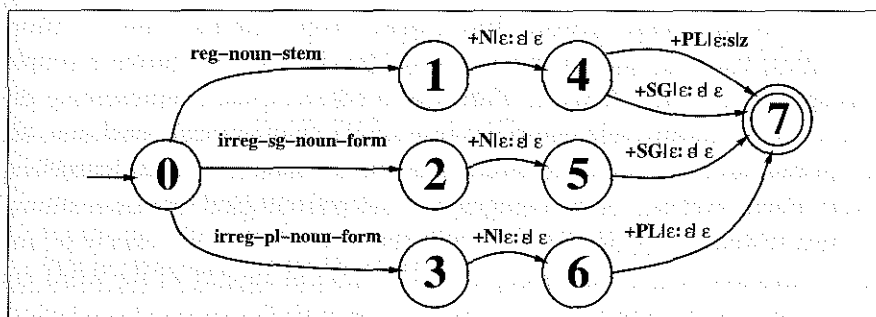 reg-noun-stem
+N|ε: ε| ε
+PL|ε:s|z
1
4
+SG|ε: ε| ε
7
irreg-sg-noun-form
+N|ε: ε| ε
+SG|ε: ε| ε
0
2
5
irreg-pl-noun-form
+N|ε: ε| ε
+PL|ε: ε| ε
3
6